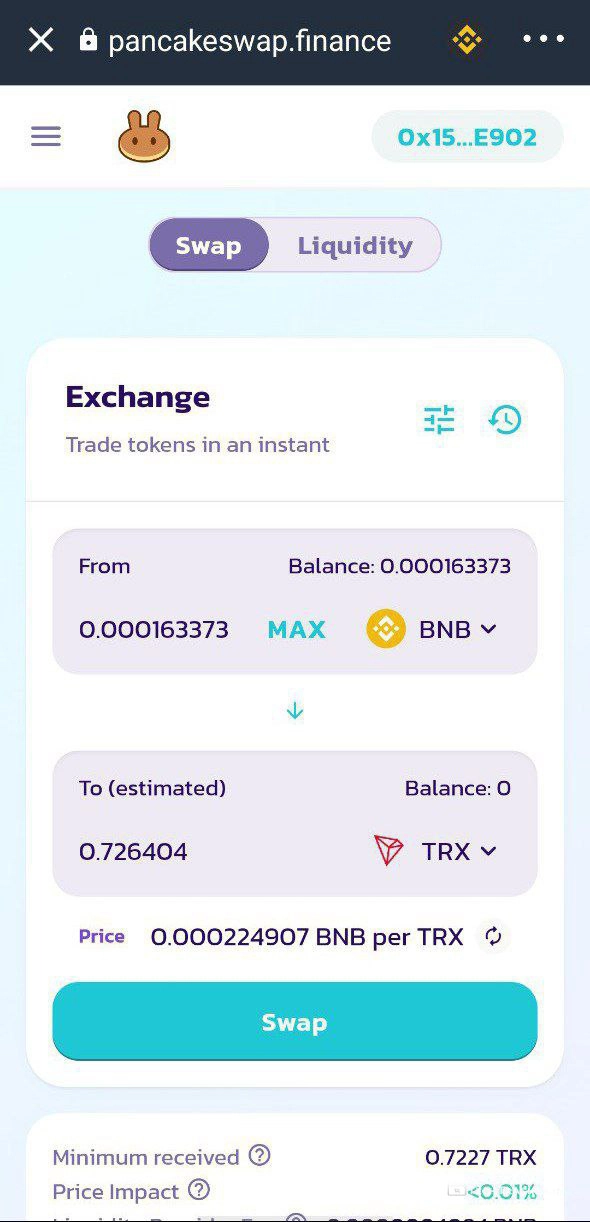 pancakeswap.finance
0x15...E902
Swap Liquidity
Exchange
Trade tokens in an instant
From Balance: 0.000163373
0.000163373 MAX BNB
To (estimated) Balance: 0
0.726404 TRX
Price 0.000224907 BNB per TRX
Swap
Minimum received 0.7227 TRX
Price Impact <0.01%